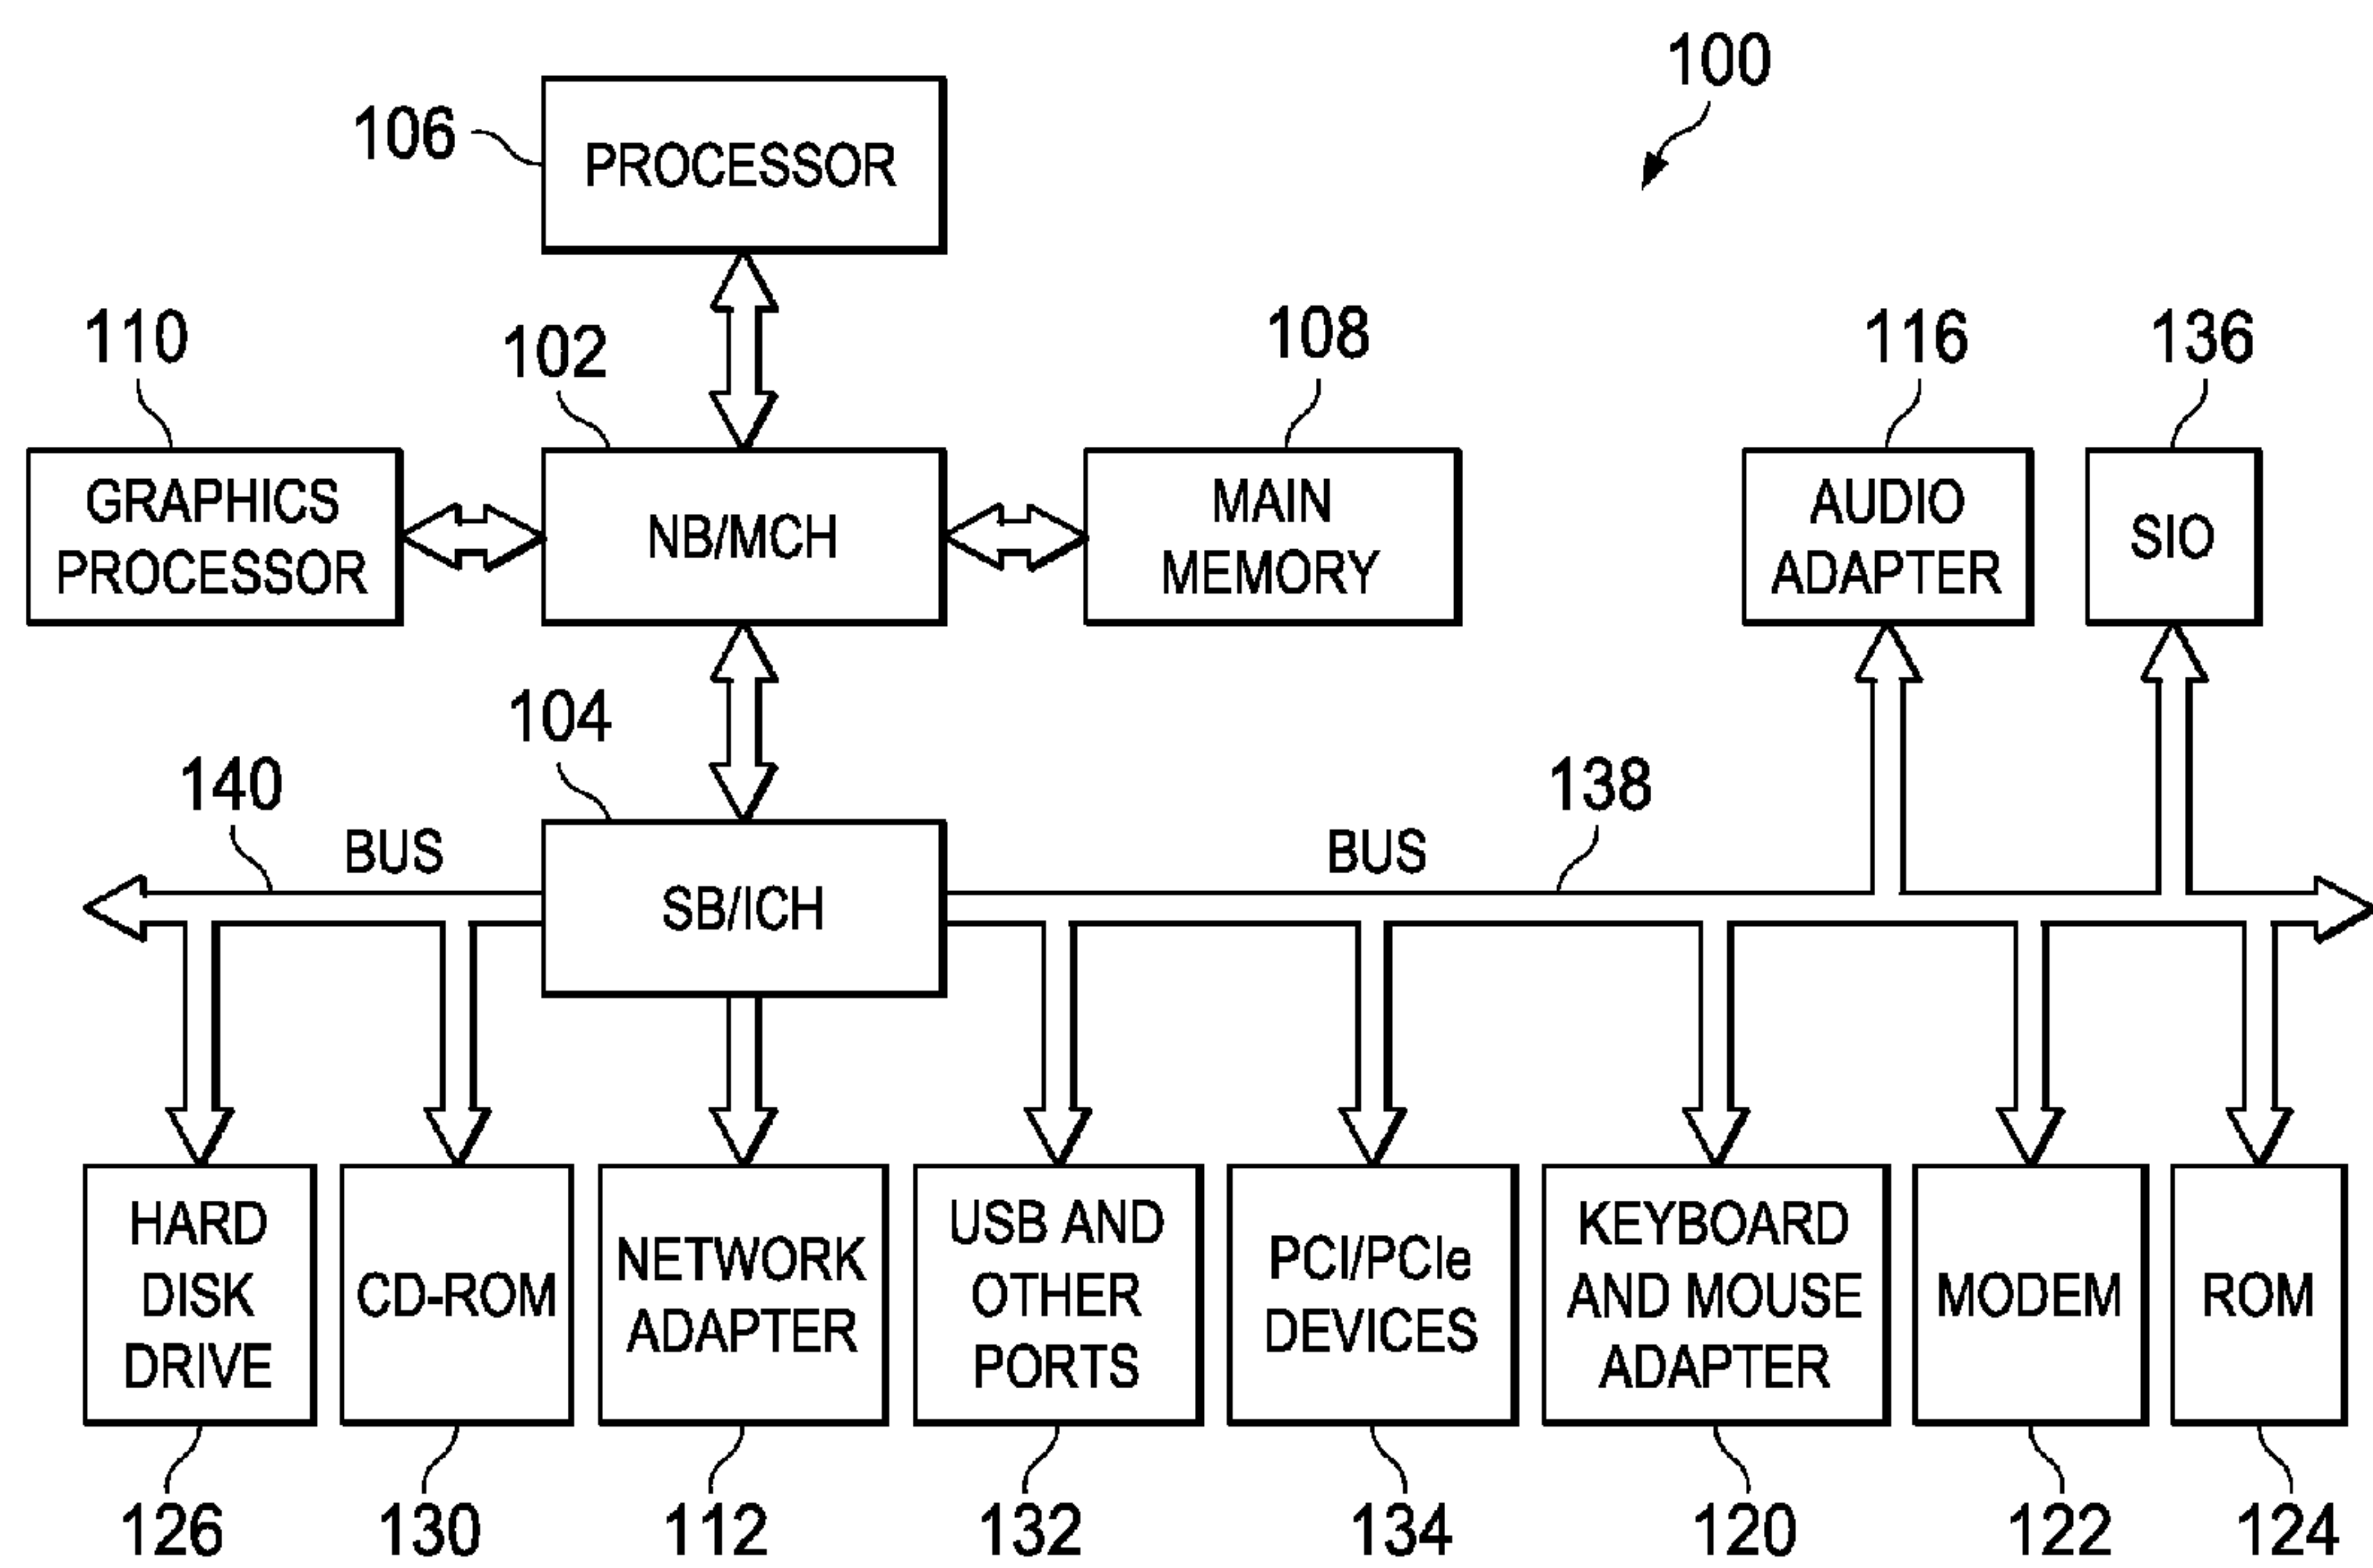 100
106
PROCESSOR
110
102
108
116
136
GRAPHICS
PROCESSOR
NB/MCH
MAIN
MEMORY
AUDIO
ADAPTER
SIO
104
140
BUS
SB/ICH
BUS
138
HARD
DISK
DRIVE
CD-ROM
NETWORK
ADAPTER
USB AND
OTHER
PORTS
PCI/PCIe
DEVICES
KEYBOARD
AND MOUSE
ADAPTER
MODEM
ROM
126
130
112
132
134
120
122
124